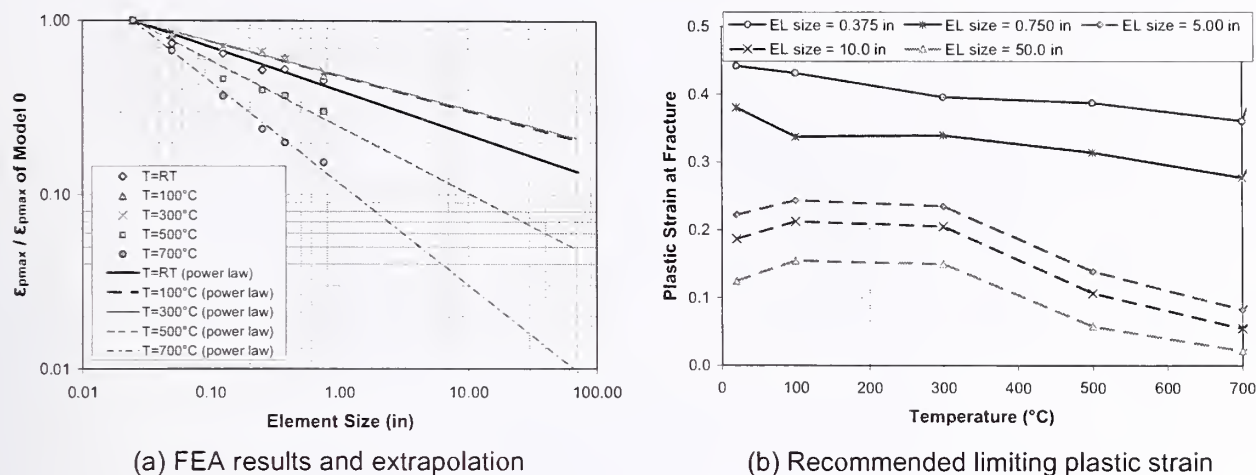 1.00
0.10
0.01
εpmax / εpmax of Model 0
T=RT
T=100°C
T=300°C
T=500°C
T=700°C
T=RT (power law)
T=100°C (power law)
T=300°C (power law)
T=500°C (power law)
T=700°C (power law)
0.01 0.10 1.00 10.00 100.00
Element Size (in)
(a) FEA results and extrapolation
EL size = 0.375 in EL size = 0.750 in EL size = 5.00 in
EL size = 10.0 in EL size = 50.0 in
0.5
0.4
0.3
0.2
0.1
0.0
Plastic Strain at Fracture
0 100 200 300 400 500 600 700
Temperature (°C)
(b) Recommended limiting plastic strain